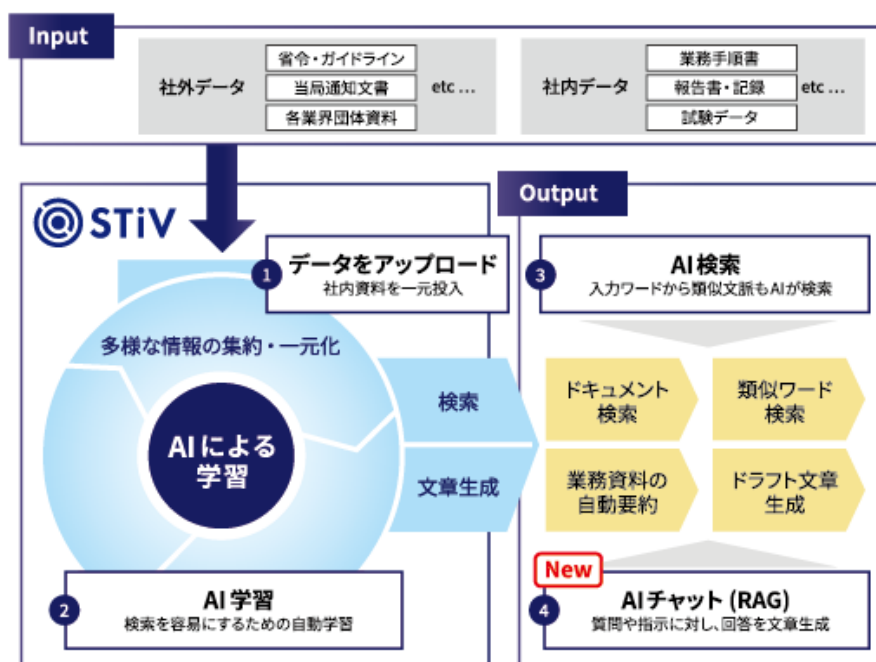 Input
社外データ
省令・ガイドライン
当局通知文書
各業界団体資料
etc ...
社内データ
業務手順書
報告書・記録
試験データ
etc ...
STiV
1
データをアップロード
社内資料を一元投入
多様な情報の集約・一元化
AIによる
学習
検索
文章生成
2
AI学習
検索を容易にするための自動学習
Output
3
AI検索
入力ワードから類似文脈もAIが検索
ドキュメント
検索
類似ワード
検索
業務資料の
自動要約
ドラフト文章
生成
New
4
AIチャット(RAG)
質問や指示に対し、回答を文章生成